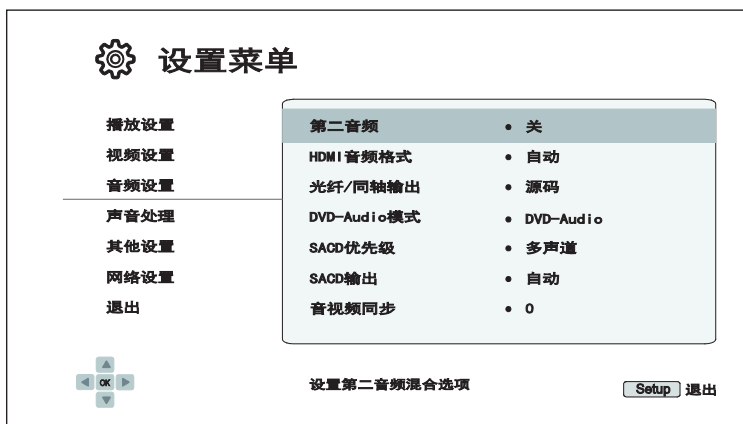 设置菜单
播放设置
视频设置
音频设置
声音处理
其他设置
网络设置
退出
第二音频 • 关
HDMI音频格式 • 自动
光纤/同轴输出 • 源码
DVD-Audio模式 • DVD-Audio
SACD优先级 • 多声道
SACD输出 • 自动
音视频同步 • 0
OK
设置第二音频混合选项
Setup 退出